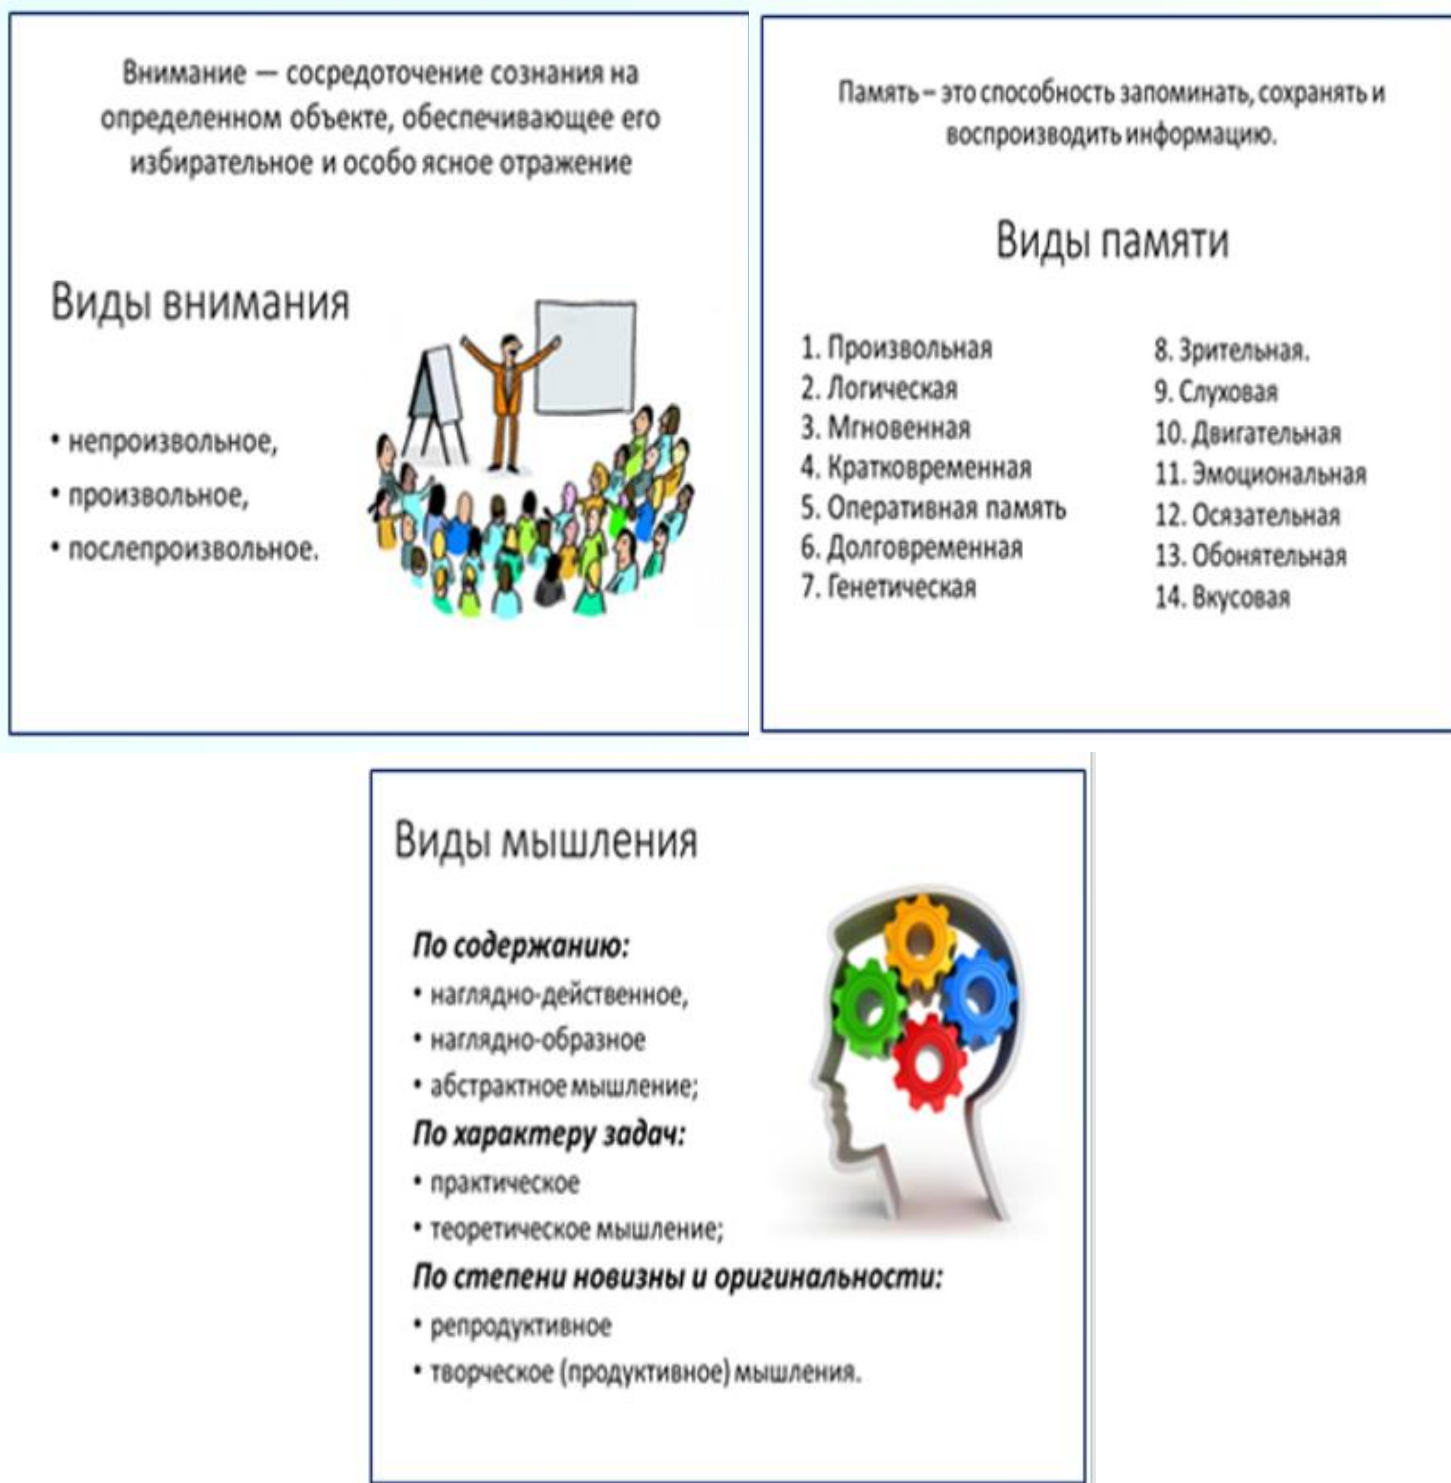 Внимание — сосредоточение сознания на
определенном объекте, обеспечивающее его
избирательное и особо ясное отражение
Виды внимания
• непроизвольное,
• произвольное,
• послепроизвольное.
Память – это способность запоминать, сохранять и
воспроизводить информацию.
Виды памяти
1. Произвольная
2. Логическая
3. Мгновенная
4. Кратковременная
5. Оперативная память
6. Долговременная
7. Генетическая
8. Зрительная.
9. Слуховая
10. Двигательная
11. Эмоциональная
12. Осязательная
13. Обонятельная
14. Вкусовая
Виды мышления
По содержанию:
• наглядно-действенное,
• наглядно-образное
• абстрактное мышление;
По характеру задач:
• практическое
• теоретическое мышление;
По степени новизны и оригинальности:
• репродуктивное
• творческое (продуктивное) мышления.